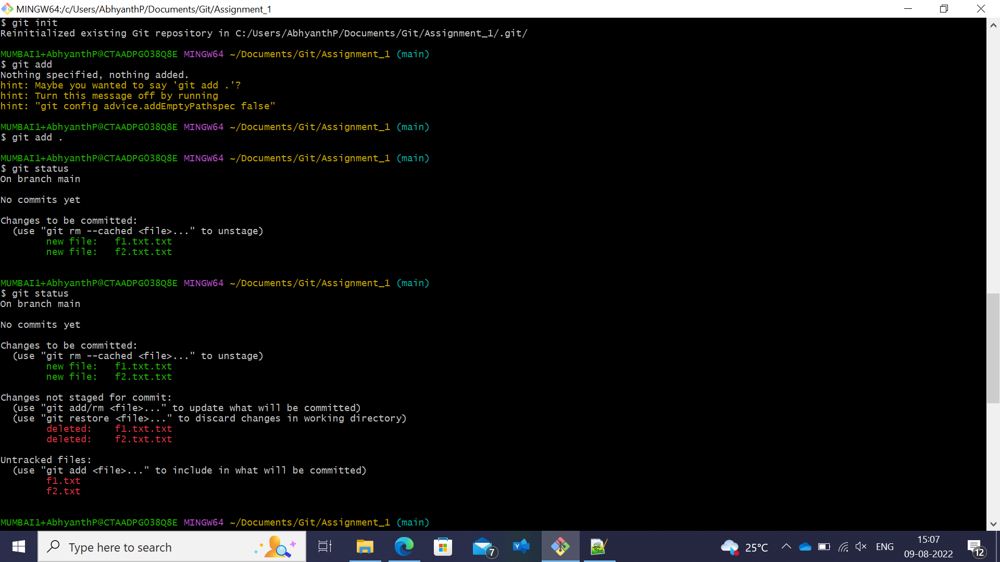 MINGW64:/c/Users/AbhyanthP/Documents/Git/Assignment_1
$ git init
Reinitialized existing Git repository in C:/Users/AbhyanthP/Documents/Git/Assignment_1/.git/
MUMBAI1+AbhyanthP@CTAADPG038Q8E MINGW64 ~/Documents/Git/Assignment_1 (main)
$ git add
Nothing specified, nothing added.
hint: Maybe you wanted to say 'git add .'?
hint: Turn this message off by running
hint: "git config advice.addEmptyPathspec false"
MUMBAI1+AbhyanthP@CTAADPG038Q8E MINGW64 ~/Documents/Git/Assignment_1 (main)
$ git add .
MUMBAI1+AbhyanthP@CTAADPG038Q8E MINGW64 ~/Documents/Git/Assignment_1 (main)
$ git status
On branch main
No commits yet
Changes to be committed:
  (use "git rm --cached <file>..." to unstage)
        new file:   f1.txt.txt
        new file:   f2.txt.txt
MUMBAI1+AbhyanthP@CTAADPG038Q8E MINGW64 ~/Documents/Git/Assignment_1 (main)
$ git status
On branch main
No commits yet
Changes to be committed:
  (use "git rm --cached <file>..." to unstage)
        new file:   f1.txt.txt
        new file:   f2.txt.txt
Changes not staged for commit:
  (use "git add/rm <file>..." to update what will be committed)
  (use "git restore <file>..." to discard changes in working directory)
        deleted:    f1.txt.txt
        deleted:    f2.txt.txt
Untracked files:
  (use "git add <file>..." to include in what will be committed)
        f1.txt
        f2.txt
MUMBAI1+AbhyanthP@CTAADPG038Q8E MINGW64 ~/Documents/Git/Assignment_1 (main)
Type here to search
7
Y
25°C
ENG
15:07
09-08-2022
12